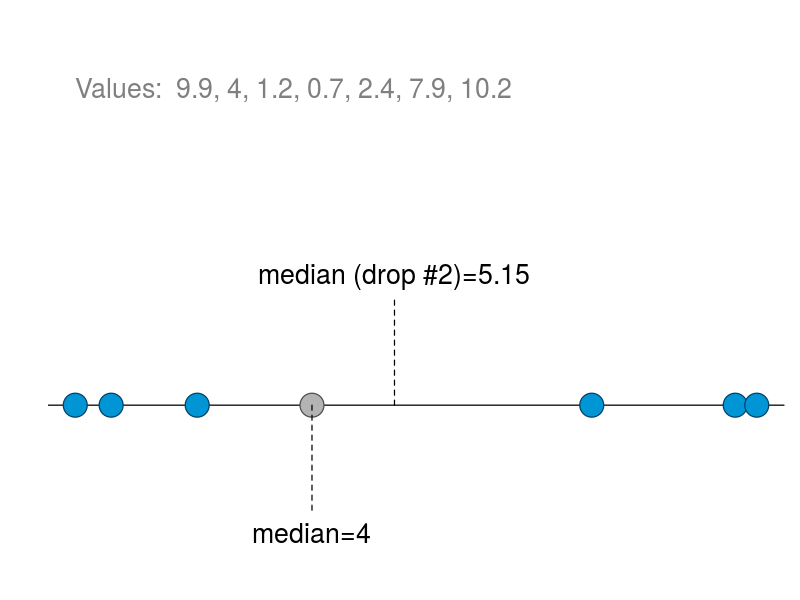 Values:  9.9, 4, 1.2, 0.7, 2.4, 7.9, 10.2
median (drop #2)=5.15
median=4